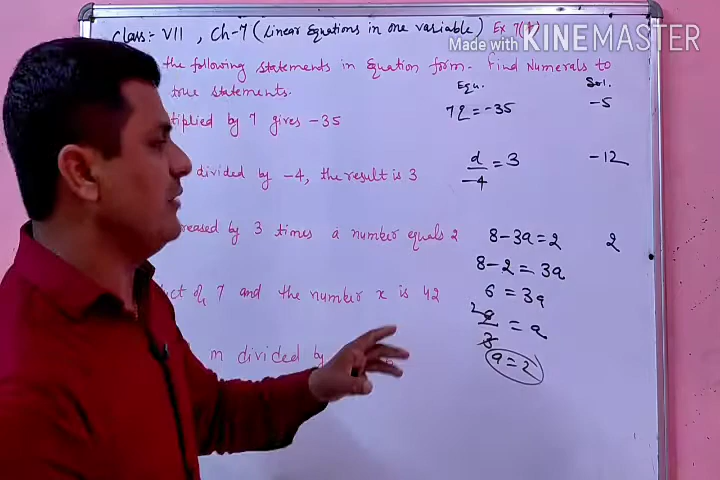 Class:- VII , Ch-7 (Linear Equations in one variable) Ex 7
Made with KINEMASTER
the following statements in Equation form. Find Numerals to
true statements.
Equ. Sol.
tiplied by 7 gives -35 7q = -35 -5
divided by -4, the result is 3 d/-4 = 3 -12
reased by 3 times a number equals 2 8-3a = 2 2
8-2 = 3a
ct of 7 and the number x is 42 6 = 3a
= a
m divided by
a = 2